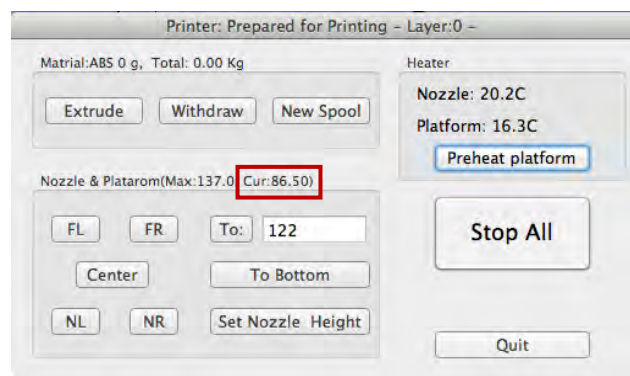 Printer: Prepared for Printing - Layer:0 -
Matrial:ABS 0 g, Total: 0.00 Kg
Extrude
Withdraw
New Spool
Heater
Nozzle: 20.2C
Platform: 16.3C
Preheat platform
Nozzle & Platarom(Max:137.0 Cur:86.50)
FL
FR
To:
122
Center
To Bottom
NL
NR
Set Nozzle Height
Stop All
Quit